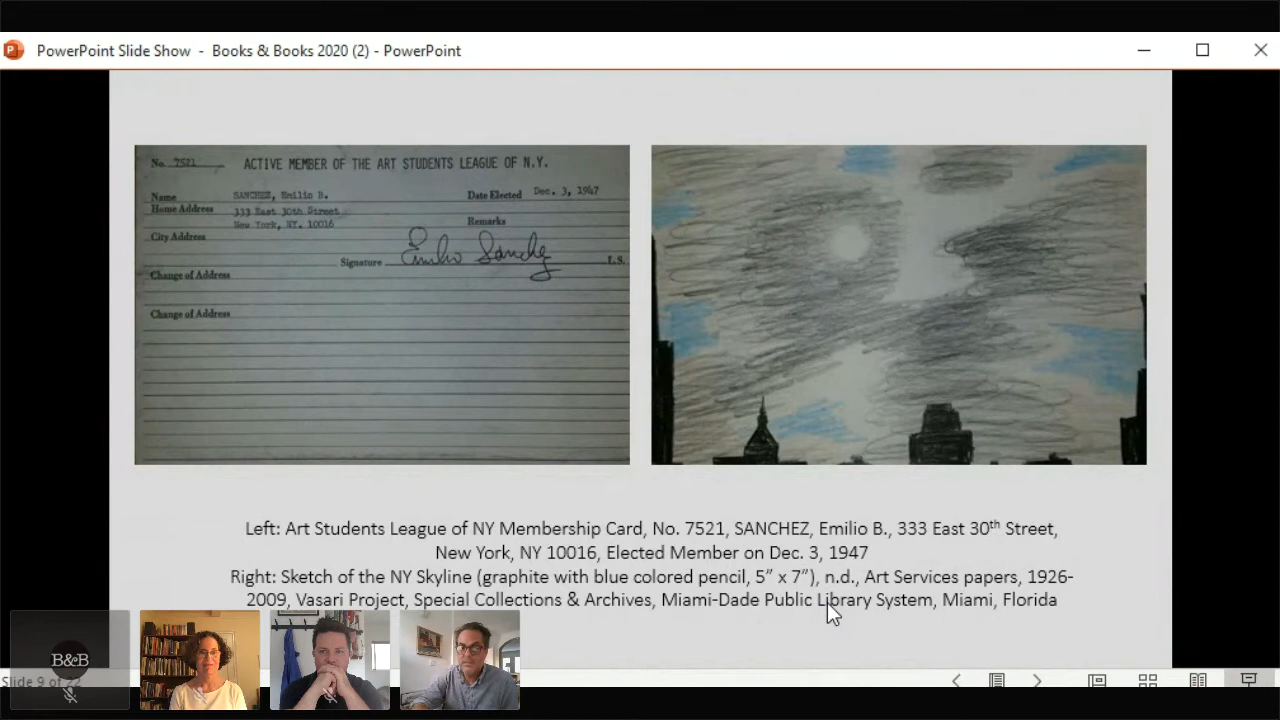 PowerPoint Slide Show - Books & Books 2020 (2) - PowerPoint
No. 7521 ACTIVE MEMBER OF THE ART STUDENTS LEAGUE OF N.Y.
Name SANCHEZ, Emilio B. Date Elected Dec. 3, 1947
Home Address 333 East 30th Street
New York, NY. 10016 Remarks
City Address
Signature Emilio Sanchez L.S.
Change of Address
Change of Address
Left: Art Students League of NY Membership Card, No. 7521, SANCHEZ, Emilio B., 333 East 30th Street,
New York, NY 10016, Elected Member on Dec. 3, 1947
Right: Sketch of the NY Skyline (graphite with blue colored pencil, 5” x 7”), n.d., Art Services papers, 1926-
2009, Vasari Project, Special Collections & Archives, Miami-Dade Public Library System, Miami, Florida
B&B
Slide 9 of 22